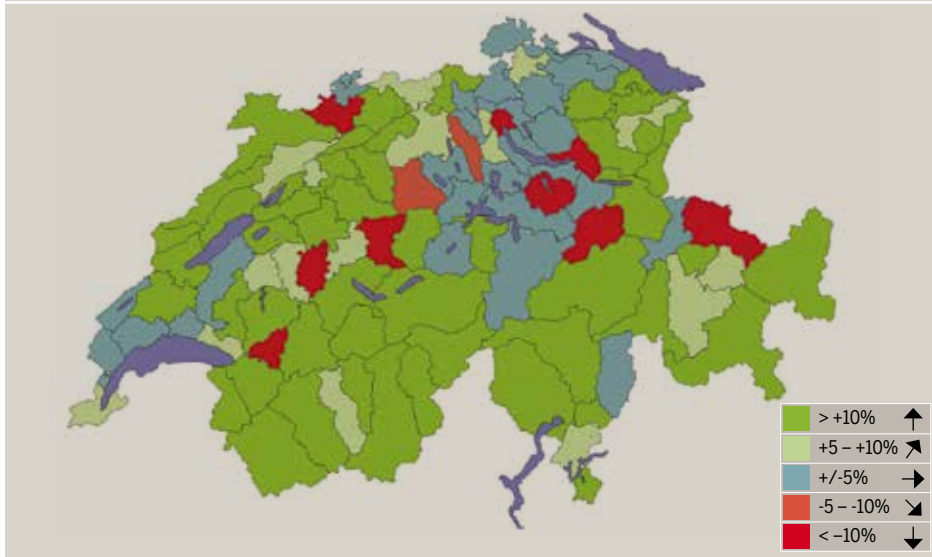 > +10%
+5 – +10%
+/-5%
-5 – -10%
< –10%